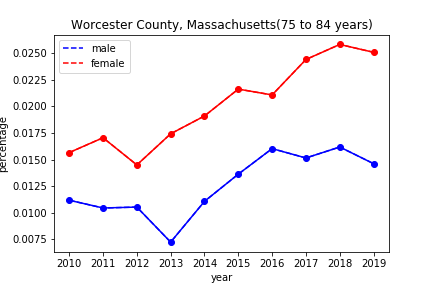 Worcester County, Massachusetts(75 to 84 years)
male
female
0.0250
0.0225
0.0200
0.0175
0.0150
0.0125
0.0100
0.0075
percentage
2010 2011 2012 2013 2014 2015 2016 2017 2018 2019
year